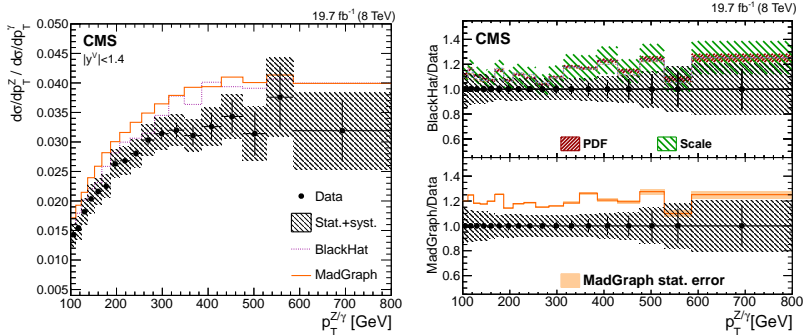 19.7 fb⁻¹ (8 TeV)
CMS
|y^V|<1.4
dσ/dp_T^Z / dσ/dp_T^γ
0.050
0.045
0.040
0.035
0.030
0.025
0.020
0.015
0.010
0.005
Data
Stat.+syst.
BlackHat
MadGraph
100 200 300 400 500 600 700 800
p_T^{Z/γ} [GeV]
19.7 fb⁻¹ (8 TeV)
CMS
BlackHat/Data
1.4
1.2
1.0
0.8
0.6
PDF
Scale
MadGraph/Data
1.4
1.2
1.0
0.8
0.6
MadGraph stat. error
100 200 300 400 500 600 700 800
p_T^{Z/γ} [GeV]